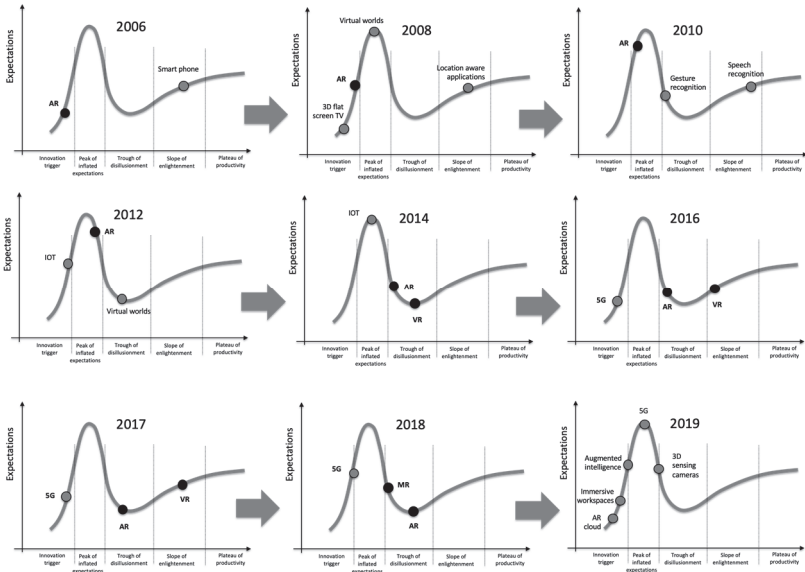 2006
Expectations
Smart phone
AR
Innovation
trigger
Peak of
inflated
expectations
Trough of
disillusionment
Slope of
enlightenment
Plateau of
productivity
2008
Expectations
Virtual worlds
AR
Location aware
applications
3D flat
screen TV
Innovation
trigger
Peak of
inflated
expectations
Trough of
disillusionment
Slope of
enlightenment
Plateau of
productivity
2010
Expectations
AR
Gesture
recognition
Speech
recognition
Innovation
trigger
Peak of
inflated
expectations
Trough of
disillusionment
Slope of
enlightenment
Plateau of
productivity
2012
Expectations
AR
IOT
Virtual worlds
Innovation
trigger
Peak of
inflated
expectations
Trough of
disillusionment
Slope of
enlightenment
Plateau of
productivity
2014
Expectations
IOT
AR
VR
Innovation
trigger
Peak of
inflated
expectations
Trough of
disillusionment
Slope of
enlightenment
Plateau of
productivity
2016
Expectations
5G
AR
VR
Innovation
trigger
Peak of
inflated
expectations
Trough of
disillusionment
Slope of
enlightenment
Plateau of
productivity
2017
Expectations
5G
VR
AR
Innovation
trigger
Peak of
inflated
expectations
Trough of
disillusionment
Slope of
enlightenment
Plateau of
productivity
2018
Expectations
5G
MR
AR
Innovation
trigger
Peak of
inflated
expectations
Trough of
disillusionment
Slope of
enlightenment
Plateau of
productivity
2019
Expectations
5G
Augmented
intelligence
3D
sensing
cameras
Immersive
workspaces
AR
cloud
Innovation
trigger
Peak of
inflated
expectations
Trough of
disillusionment
Slope of
enlightenment
Plateau of
productivity